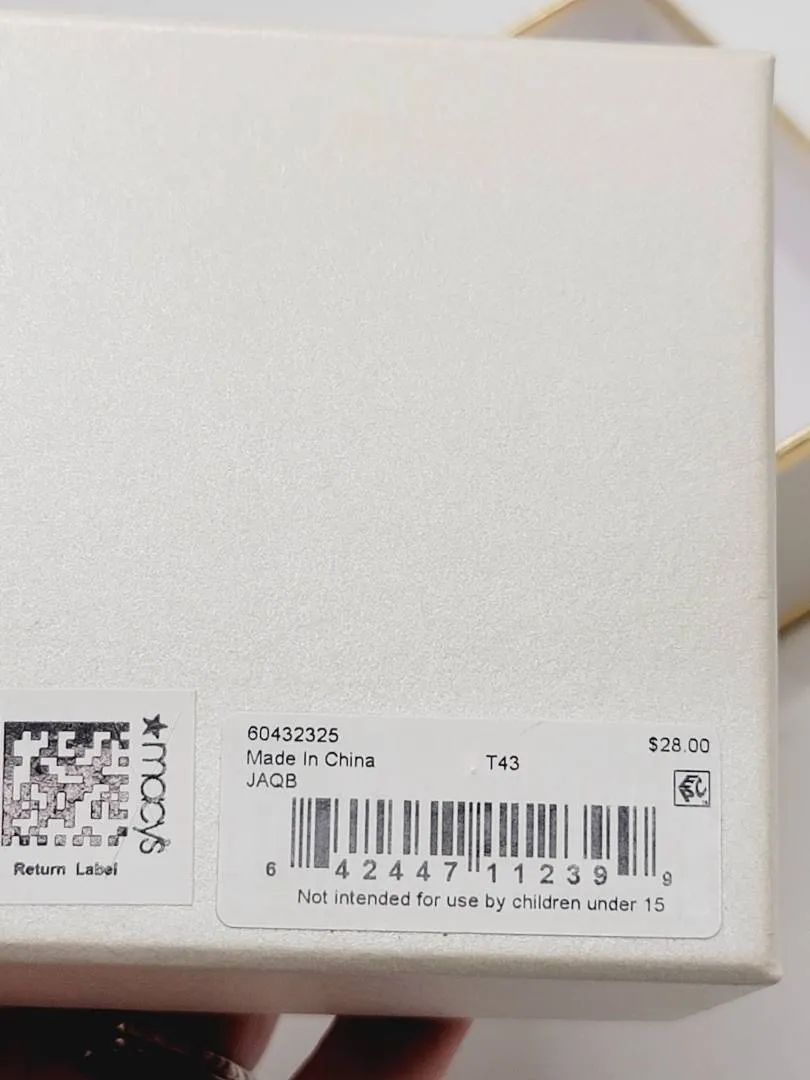 macy's
Return Label
60432325
$28.00
Made In China
T43
JAQB
EPC
6 42447 11239 9
Not intended for use by children under 15